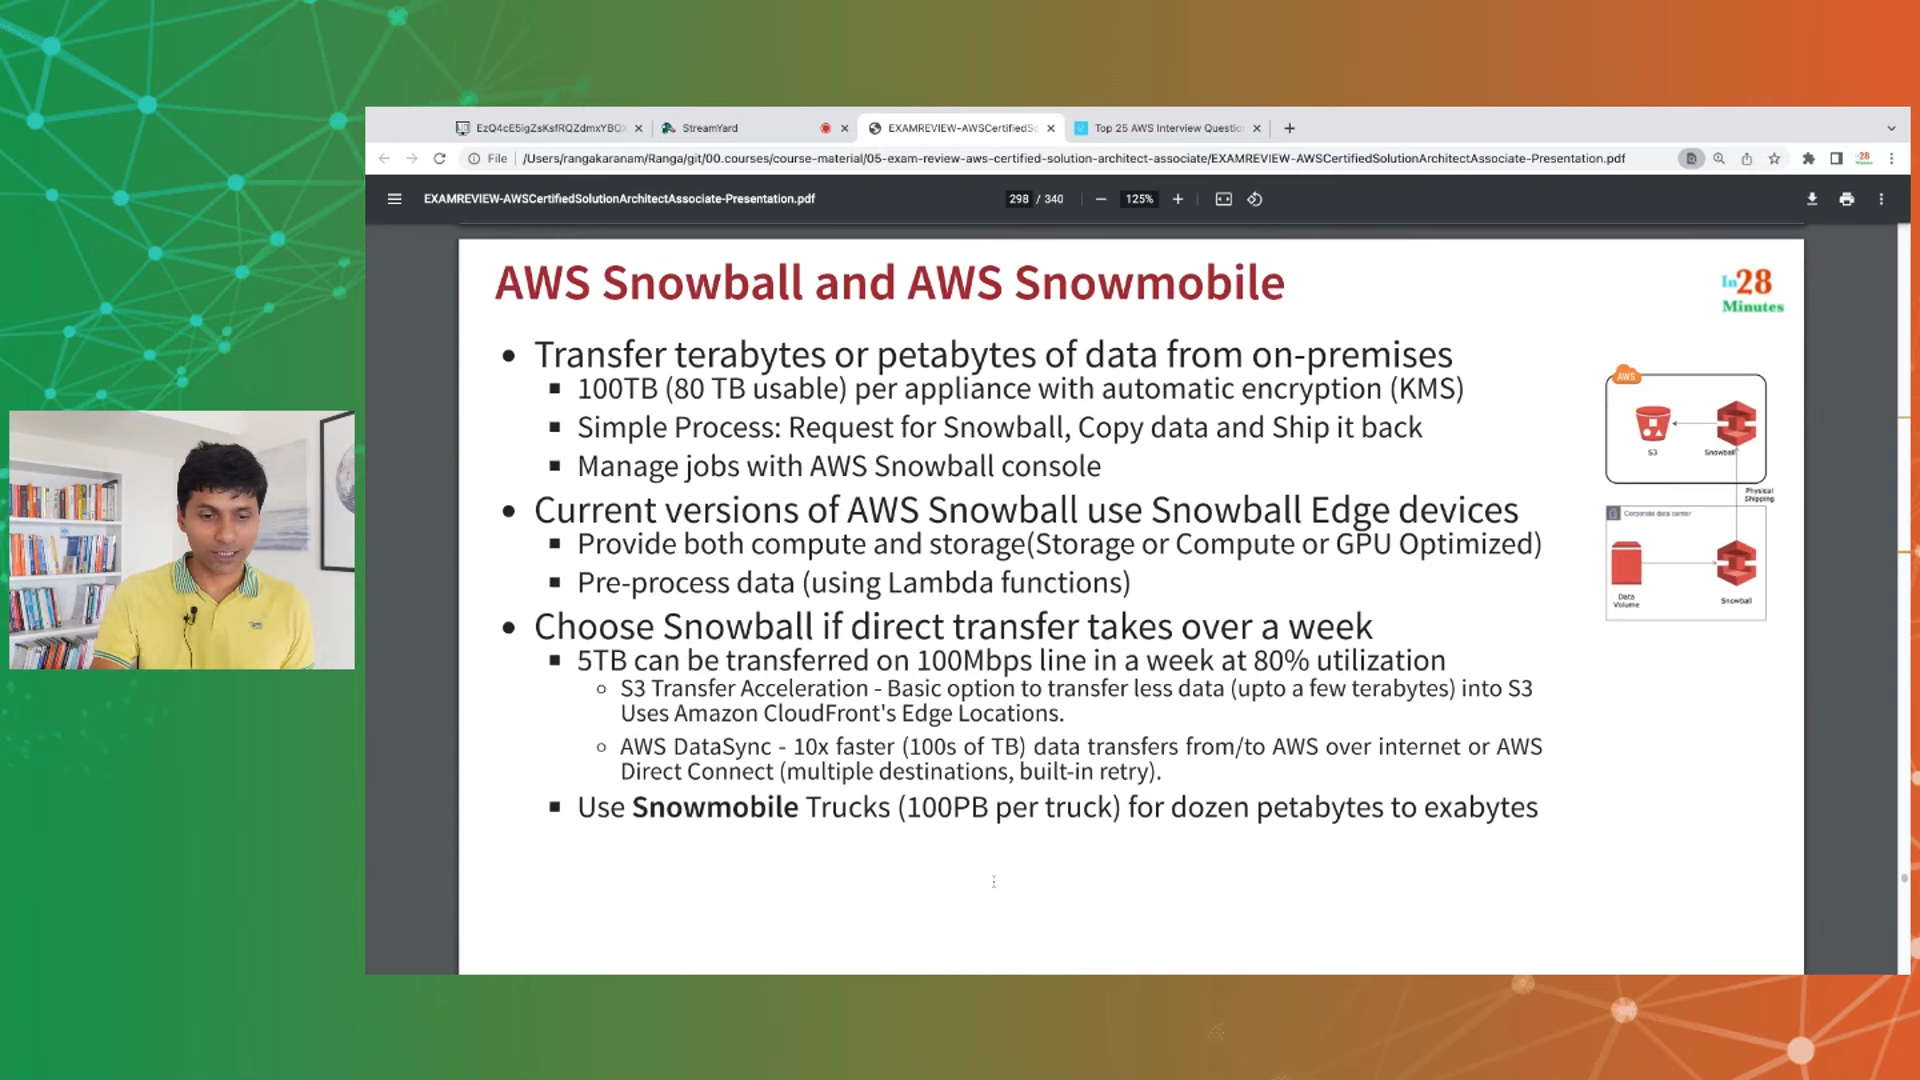 EzQ4cE5igZsKsfRQZdmxYBQX
StreamYard
EXAMREVIEW-AWSCertifiedSo
Top 25 AWS Interview Question
File
/Users/rangakaranam/Ranga/git/00.courses/course-material/05-exam-review-aws-certified-solution-architect-associate/EXAMREVIEW-AWSCertifiedSolutionArchitectAssociate-Presentation.pdf
EXAMREVIEW-AWSCertifiedSolutionArchitectAssociate-Presentation.pdf
298 / 340
125%
AWS Snowball and AWS Snowmobile
In28
Minutes
• Transfer terabytes or petabytes of data from on-premises
▪ 100TB (80 TB usable) per appliance with automatic encryption (KMS)
▪ Simple Process: Request for Snowball, Copy data and Ship it back
▪ Manage jobs with AWS Snowball console
• Current versions of AWS Snowball use Snowball Edge devices
▪ Provide both compute and storage(Storage or Compute or GPU Optimized)
▪ Pre-process data (using Lambda functions)
• Choose Snowball if direct transfer takes over a week
▪ 5TB can be transferred on 100Mbps line in a week at 80% utilization
◦ S3 Transfer Acceleration - Basic option to transfer less data (upto a few terabytes) into S3
Uses Amazon CloudFront's Edge Locations.
◦ AWS DataSync - 10x faster (100s of TB) data transfers from/to AWS over internet or AWS
Direct Connect (multiple destinations, built-in retry).
▪ Use Snowmobile Trucks (100PB per truck) for dozen petabytes to exabytes
AWS
S3
Snowball
Physical
Shipping
Corporate data center
Data
Volume
Snowball